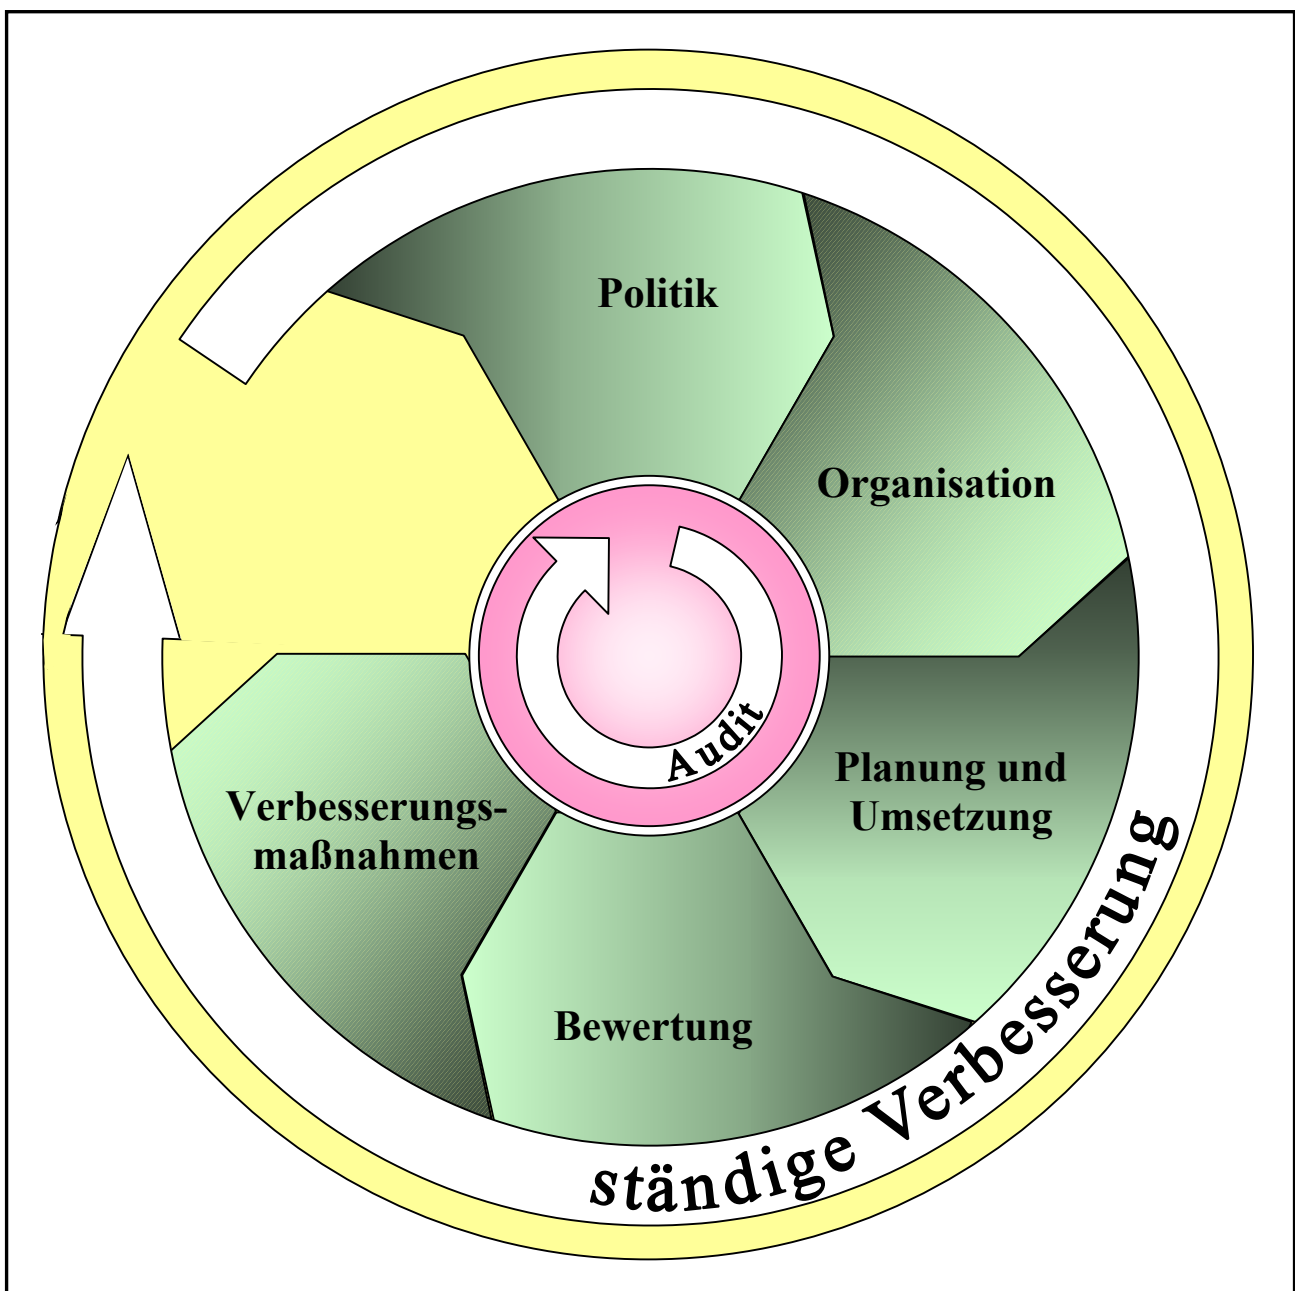 Politik
Organisation
Planung und
Umsetzung
Bewertung
Verbesserungs-
maßnahmen
Audit
ständige Verbesserung